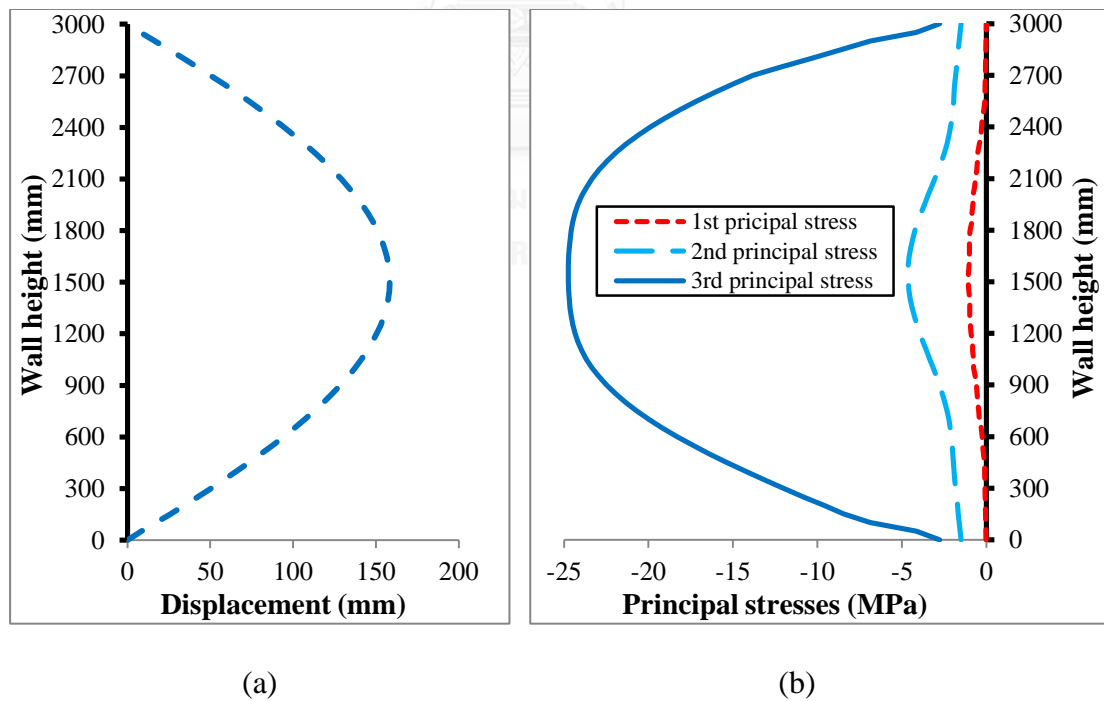 3000
2700
2400
2100
1800
1500
1200
900
600
300
0
Wall height (mm)
0 50 100 150 200
Displacement (mm)
1st pricipal stress
2nd principal stress
3rd principal stress
3000
2700
2400
2100
1800
1500
1200
900
600
300
0
Wall height (mm)
-25 -20 -15 -10 -5 0
Principal stresses (MPa)
(a) (b)